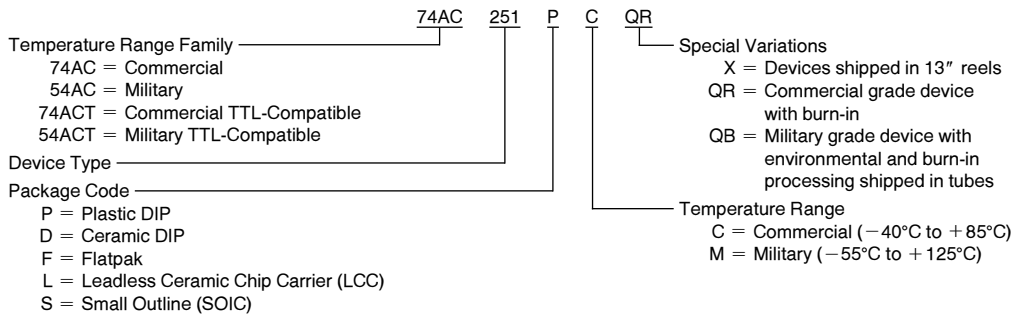 74AC 251 P C QR
Temperature Range Family
74AC = Commercial
54AC = Military
74ACT = Commercial TTL-Compatible
54ACT = Military TTL-Compatible
Device Type
Package Code
P = Plastic DIP
D = Ceramic DIP
F = Flatpak
L = Leadless Ceramic Chip Carrier (LCC)
S = Small Outline (SOIC)
Special Variations
X = Devices shipped in 13″ reels
QR = Commercial grade device
with burn-in
QB = Military grade device with
environmental and burn-in
processing shipped in tubes
Temperature Range
C = Commercial (−40°C to +85°C)
M = Military (−55°C to +125°C)